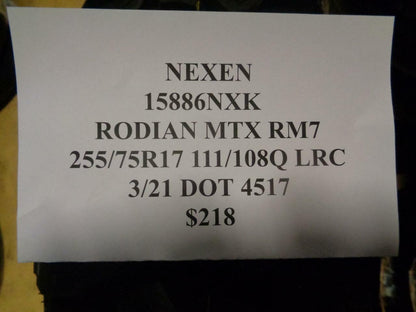 NEXEN
15886NXK
RODIAN MTX RM7
255/75R17 111/108Q LRC
3/21 DOT 4517
$218